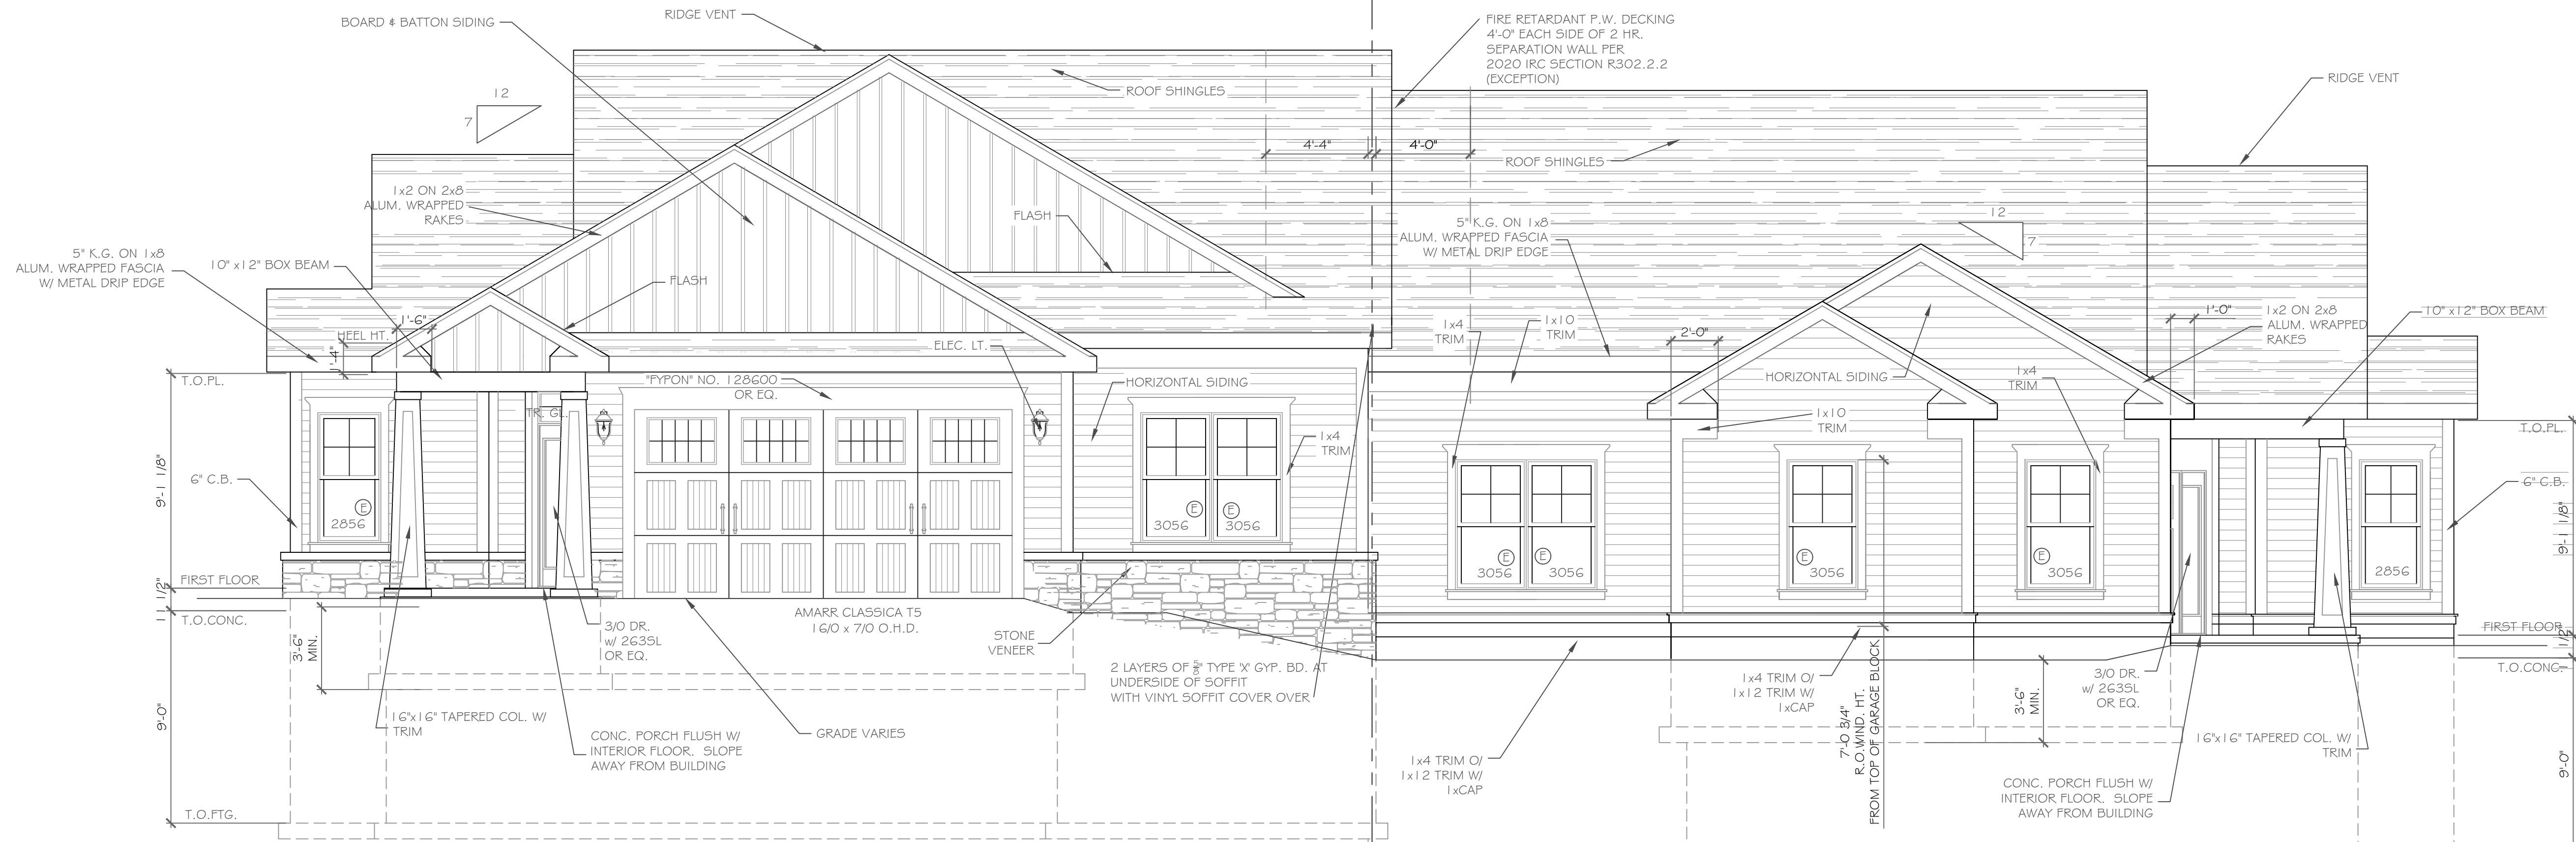 BOARD & BATTON SIDING
RIDGE VENT
FIRE RETARDANT P.W. DECKING
4'-0" EACH SIDE OF 2 HR.
SEPARATION WALL PER
2020 IRC SECTION R302.2.2
(EXCEPTION)
RIDGE VENT
12
7
ROOF SHINGLES
4'-4"
4'-0"
ROOF SHINGLES
1x2 ON 2x8
ALUM. WRAPPED
RAKES
FLASH
5" K.G. ON 1x8
ALUM. WRAPPED FASCIA
W/ METAL DRIP EDGE
12
7
5" K.G. ON 1x8
ALUM. WRAPPED FASCIA
W/ METAL DRIP EDGE
10" x12" BOX BEAM
FLASH
1'-6"
HEEL HT.
1'-4"
ELEC. LT.
1x4
TRIM
1x10
TRIM
2'-0"
1'-0"
1x2 ON 2x8
ALUM. WRAPPED
RAKES
10" x12" BOX BEAM
T.O.PL.
"FYPON" NO. 128600
OR EQ.
HORIZONTAL SIDING
HORIZONTAL SIDING
1x4
TRIM
TR. GL.
1x10
TRIM
T.O.PL.
1x4
TRIM
6" C.B.
6" C.B.
9'-1 1/8"
E
2856
E
3056
E
3056
E
3056
E
3056
E
3056
E
3056
2856
9'-1 1/8"
FIRST FLOOR
1 1/2"
T.O.CONC.
3'-6"
MIN.
AMARR CLASSICA T5
16/0 x 7/0 O.H.D.
3/0 DR.
w/ 263SL
OR EQ.
STONE
VENEER
2 LAYERS OF 5/8" TYPE 'X' GYP. BD. AT
UNDERSIDE OF SOFFIT
WITH VINYL SOFFIT COVER OVER
1x4 TRIM O/
1x12 TRIM W/
1xCAP
7'-0 3/4"
R.O.WIND. HT.
FROM TOP OF GARAGE BLOCK
3'-6"
MIN.
3/0 DR.
w/ 263SL
OR EQ.
FIRST FLOOR
1 1/2"
T.O.CONC.
9'-0"
16"x16" TAPERED COL. W/
TRIM
CONC. PORCH FLUSH W/
INTERIOR FLOOR. SLOPE
AWAY FROM BUILDING
GRADE VARIES
1x4 TRIM O/
1x12 TRIM W/
1xCAP
16"x16" TAPERED COL. W/
TRIM
CONC. PORCH FLUSH W/
INTERIOR FLOOR. SLOPE
AWAY FROM BUILDING
9'-0"
T.O.FTG.